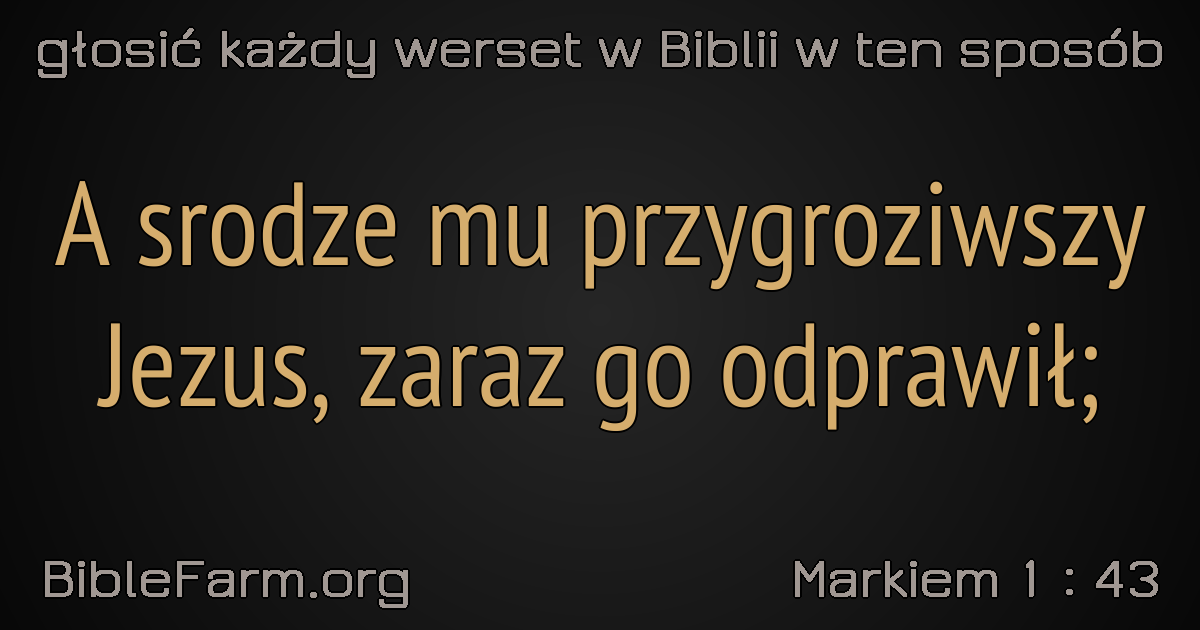 głosić każdy werset w Biblii w ten sposób
A srodze mu przygroziwszy
Jezus, zaraz go odprawił;
BibleFarm.org
Markiem 1 : 43